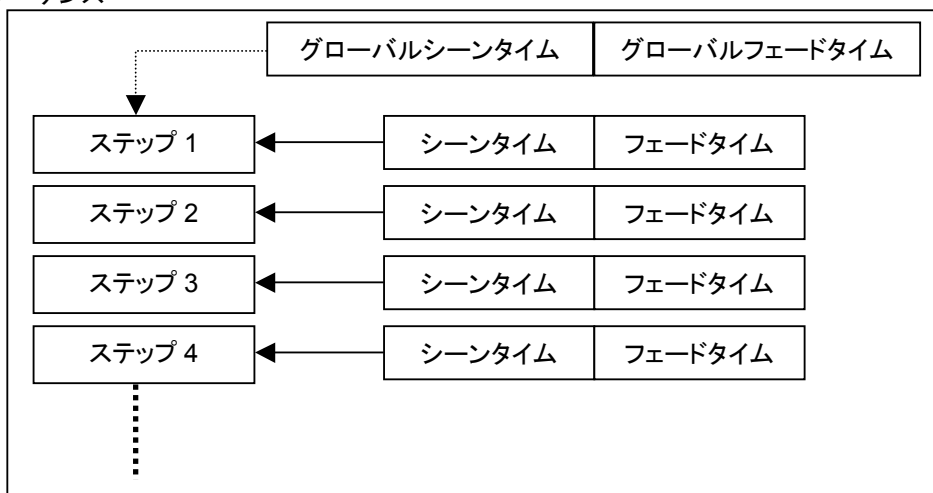 グローバルシーンタイム グローバルフェードタイム
ステップ 1 シーンタイム フェードタイム
ステップ 2 シーンタイム フェードタイム
ステップ 3 シーンタイム フェードタイム
ステップ 4 シーンタイム フェードタイム